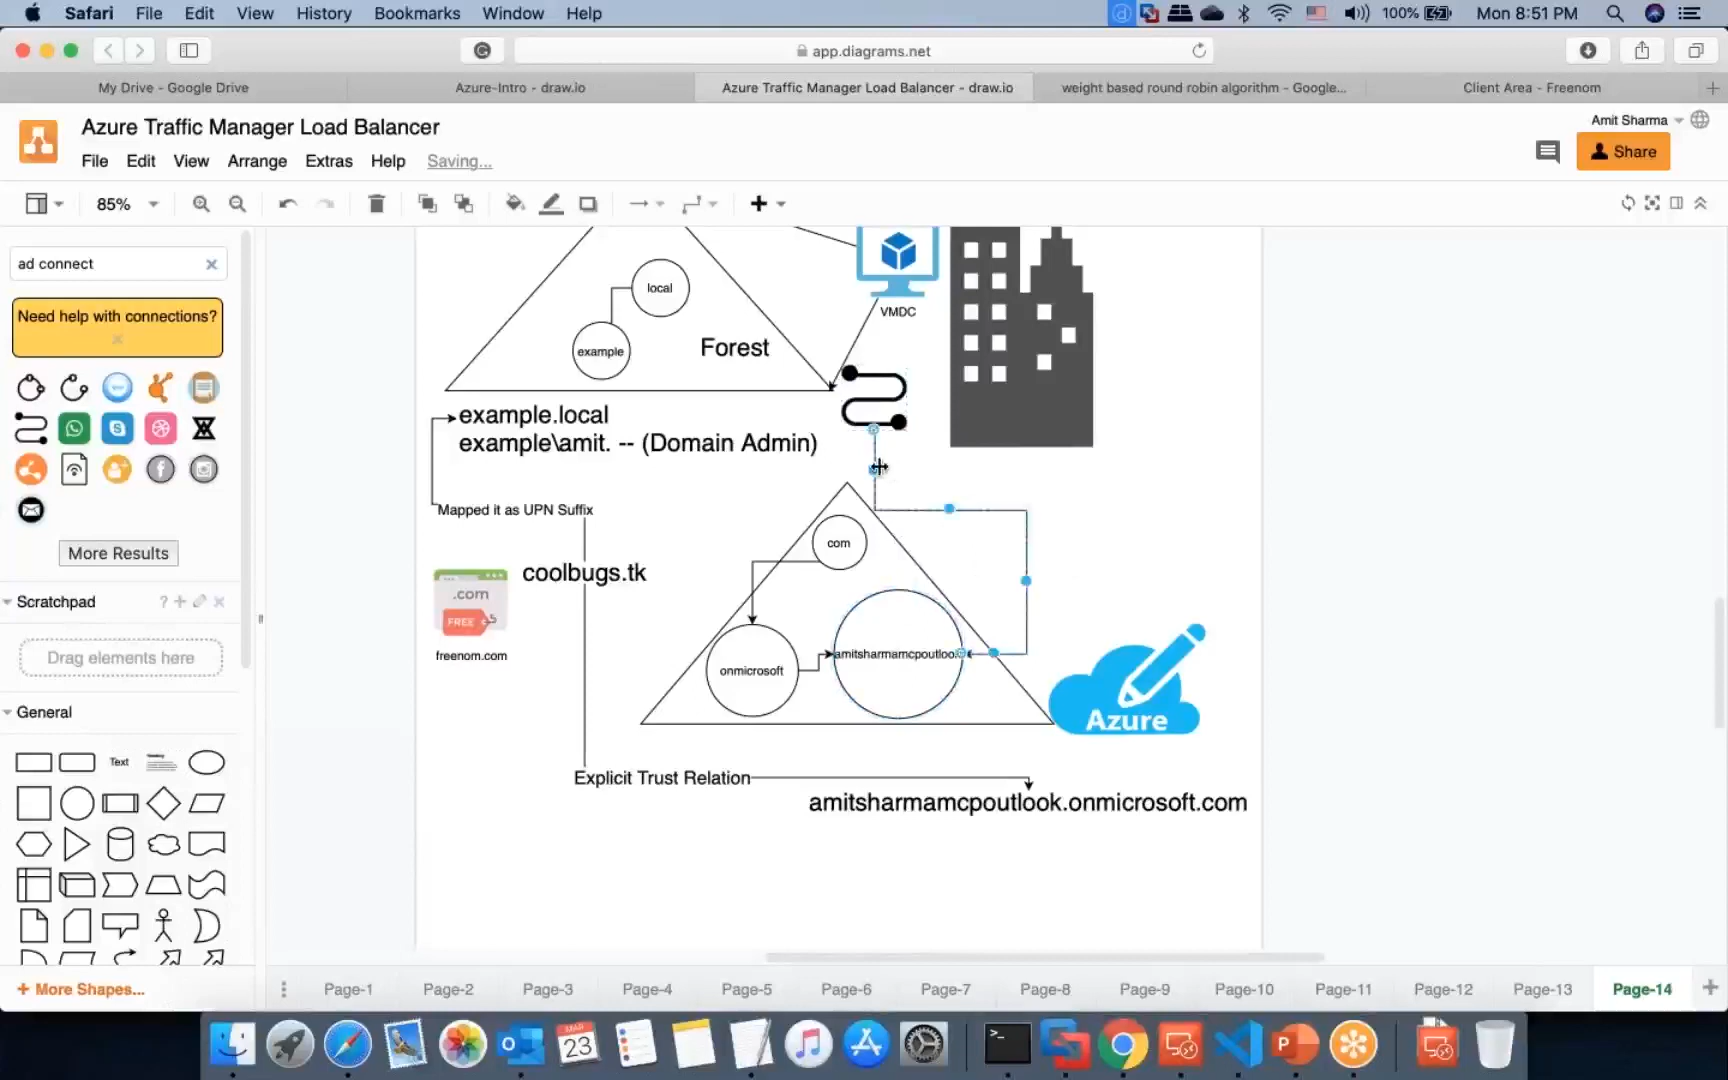 Safari File Edit View History Bookmarks Window Help 100% Mon 8:51 PM
app.diagrams.net
My Drive - Google Drive
Azure-Intro - draw.io
Azure Traffic Manager Load Balancer - draw.io
weight based round robin algorithm - Google...
Client Area - Freenom
Azure Traffic Manager Load Balancer
Amit Sharma
File Edit View Arrange Extras Help Saving...
Share
85%
ad connect
Need help with connections?
More Results
Scratchpad
Drag elements here
General
Text
Heading
+ More Shapes...
local
example
Forest
VMDC
example.local
example\amit. -- (Domain Admin)
Mapped it as UPN Suffix
coolbugs.tk
.com
FREE
freenom.com
com
onmicrosoft
amitsharmamcpoutloo
Azure
Explicit Trust Relation
amitsharmamcpoutlook.onmicrosoft.com
Page-1 Page-2 Page-3 Page-4 Page-5 Page-6 Page-7 Page-8 Page-9 Page-10 Page-11 Page-12 Page-13 Page-14
MAR
23